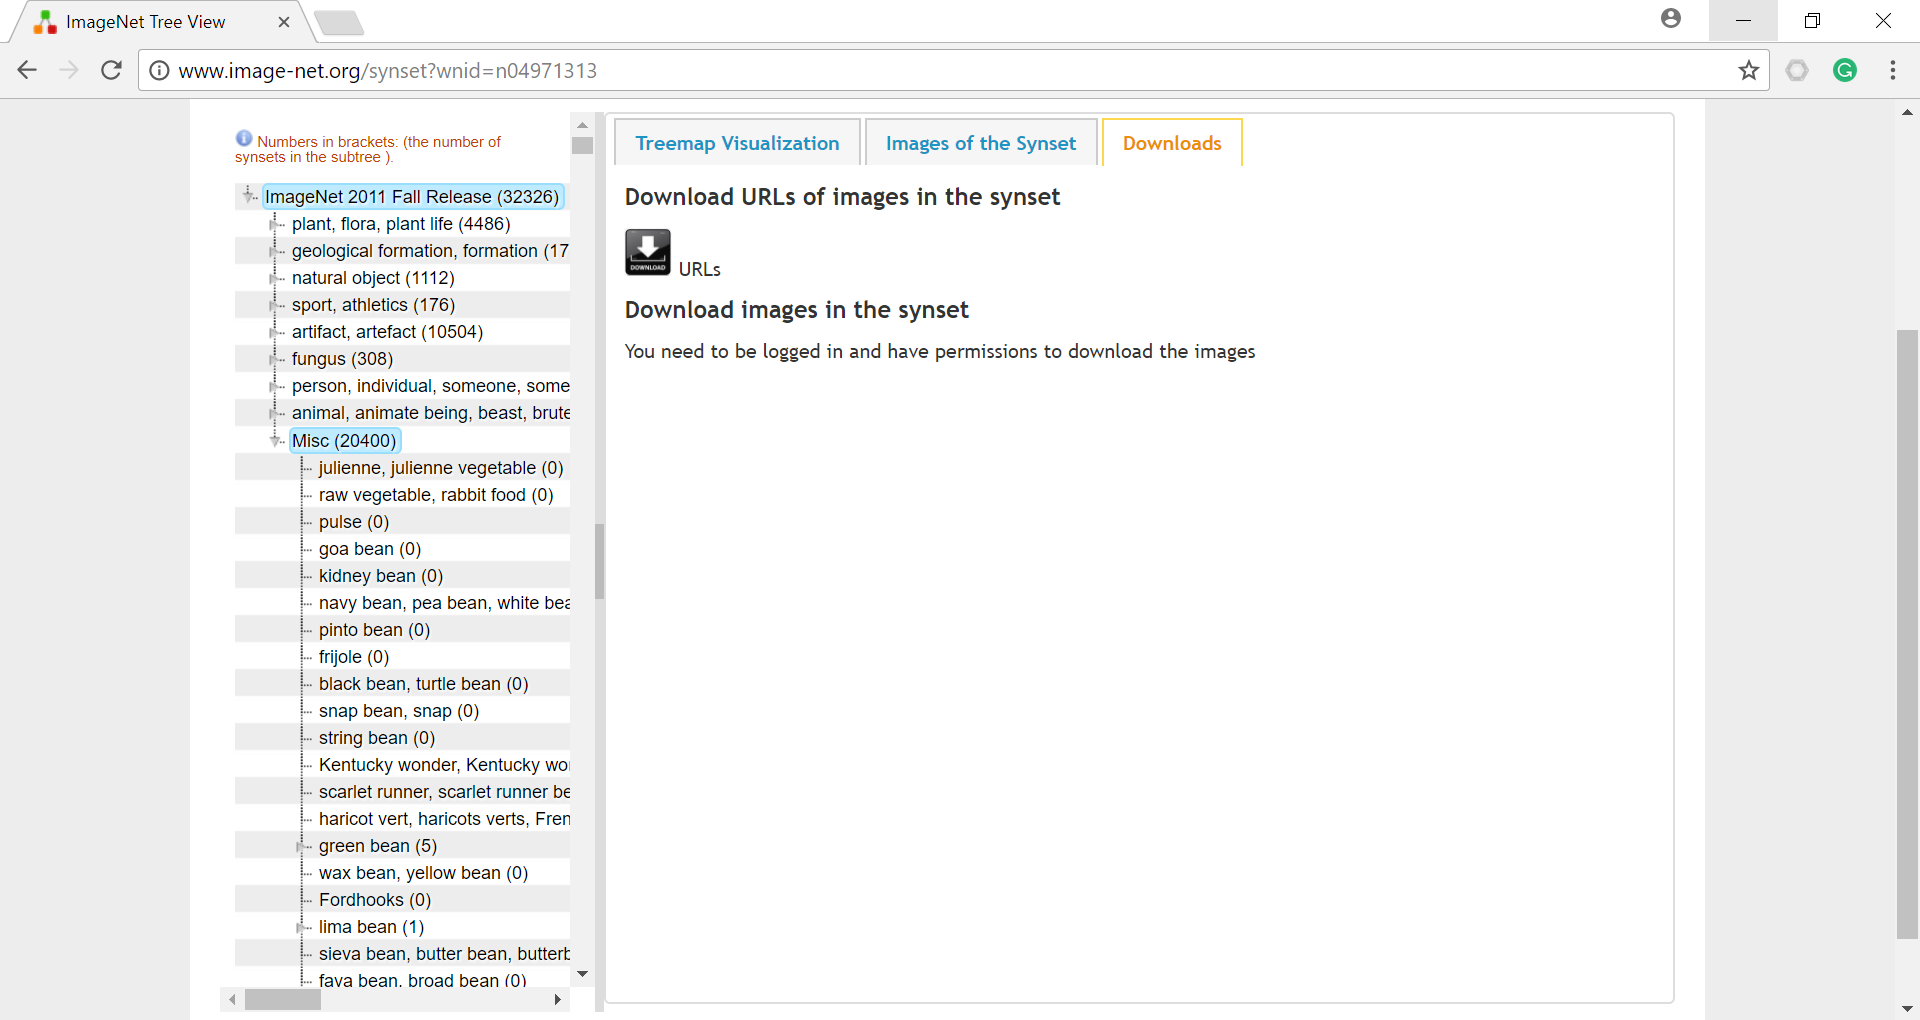 ImageNet Tree View
www.image-net.org/synset?wnid=n04971313
Numbers in brackets: (the number of
synsets in the subtree ).
ImageNet 2011 Fall Release (32326)
plant, flora, plant life (4486)
geological formation, formation (17
natural object (1112)
sport, athletics (176)
artifact, artefact (10504)
fungus (308)
person, individual, someone, some
animal, animate being, beast, brute
Misc (20400)
julienne, julienne vegetable (0)
raw vegetable, rabbit food (0)
pulse (0)
goa bean (0)
kidney bean (0)
navy bean, pea bean, white bea
pinto bean (0)
frijole (0)
black bean, turtle bean (0)
snap bean, snap (0)
string bean (0)
Kentucky wonder, Kentucky wo
scarlet runner, scarlet runner be
haricot vert, haricots verts, Fren
green bean (5)
wax bean, yellow bean (0)
Fordhooks (0)
lima bean (1)
sieva bean, butter bean, butterb
fava bean, broad bean (0)
Treemap Visualization
Images of the Synset
Downloads
Download URLs of images in the synset
DOWNLOAD
URLs
Download images in the synset
You need to be logged in and have permissions to download the images